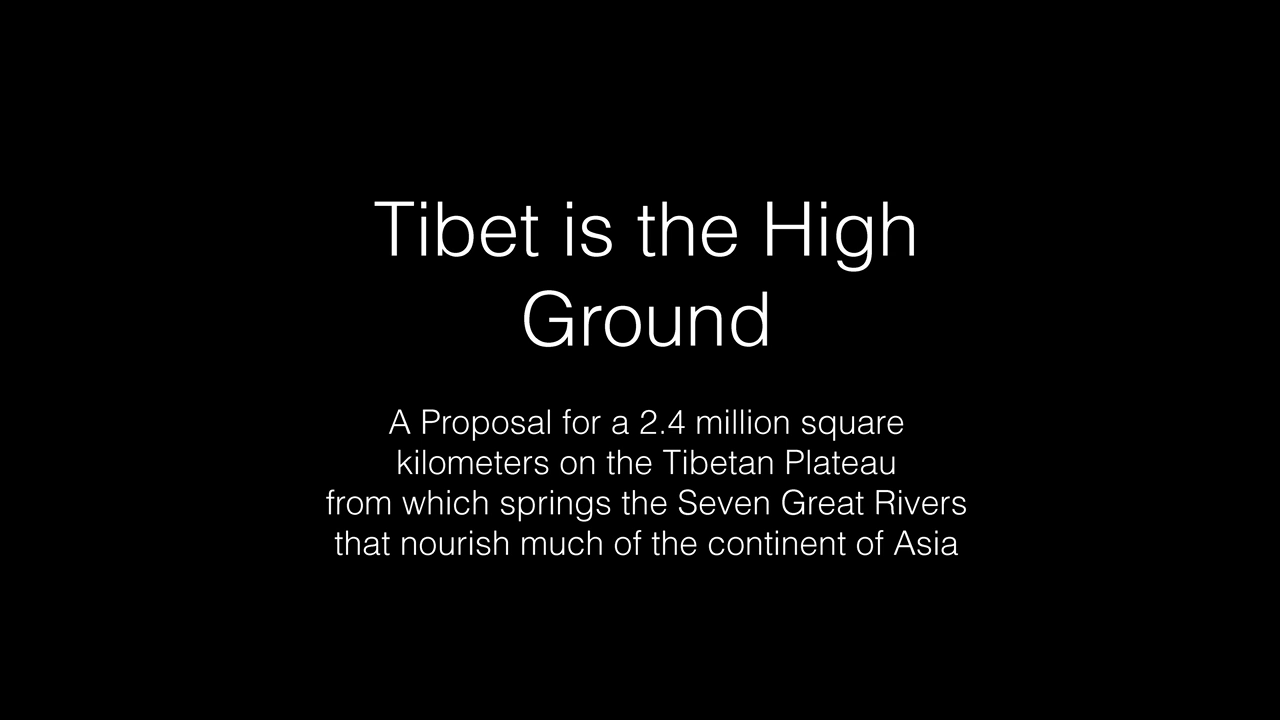 Tibet is the High
Ground
A Proposal for a 2.4 million square
kilometers on the Tibetan Plateau
from which springs the Seven Great Rivers
that nourish much of the continent of Asia